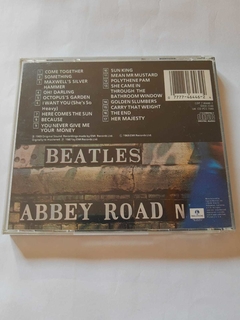 COME TOGETHER
SOMETHING
MAXWELL'S SILVER
HAMMER
OH! DARLING
OCTOPUS'S GARDEN
I WANT YOU (She's So
Heavy)
HERE COMES THE SUN
BECAUSE
YOU NEVER GIVE ME
YOUR MONEY
SUN KING
MEAN MR MUSTARD
POLYTHENE PAM
SHE CAME IN
THROUGH THE
BATHROOM WINDOW
GOLDEN SLUMBERS
CARRY THAT WEIGHT
THE END
HER MAJESTY
BEATLES
ABBEY ROAD N